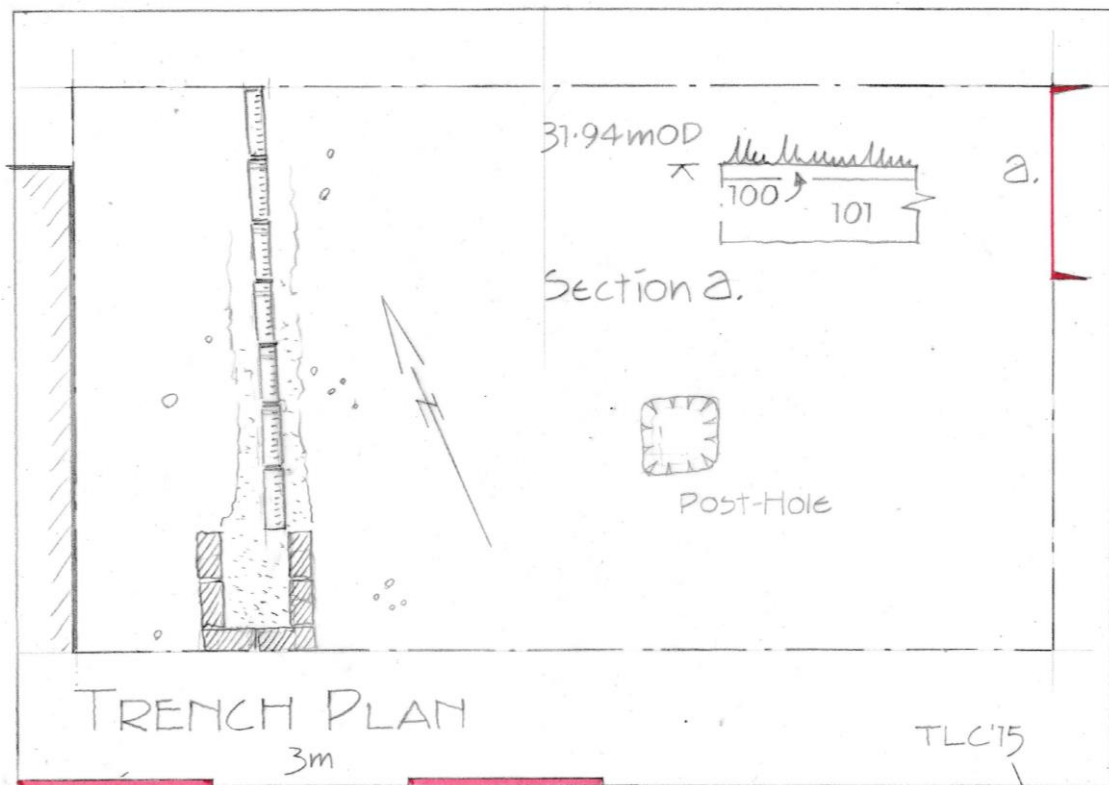 31.94mOD
a.
100
101
Section a.
N
Post-Hole
TRENCH PLAN
3m
TLC'15